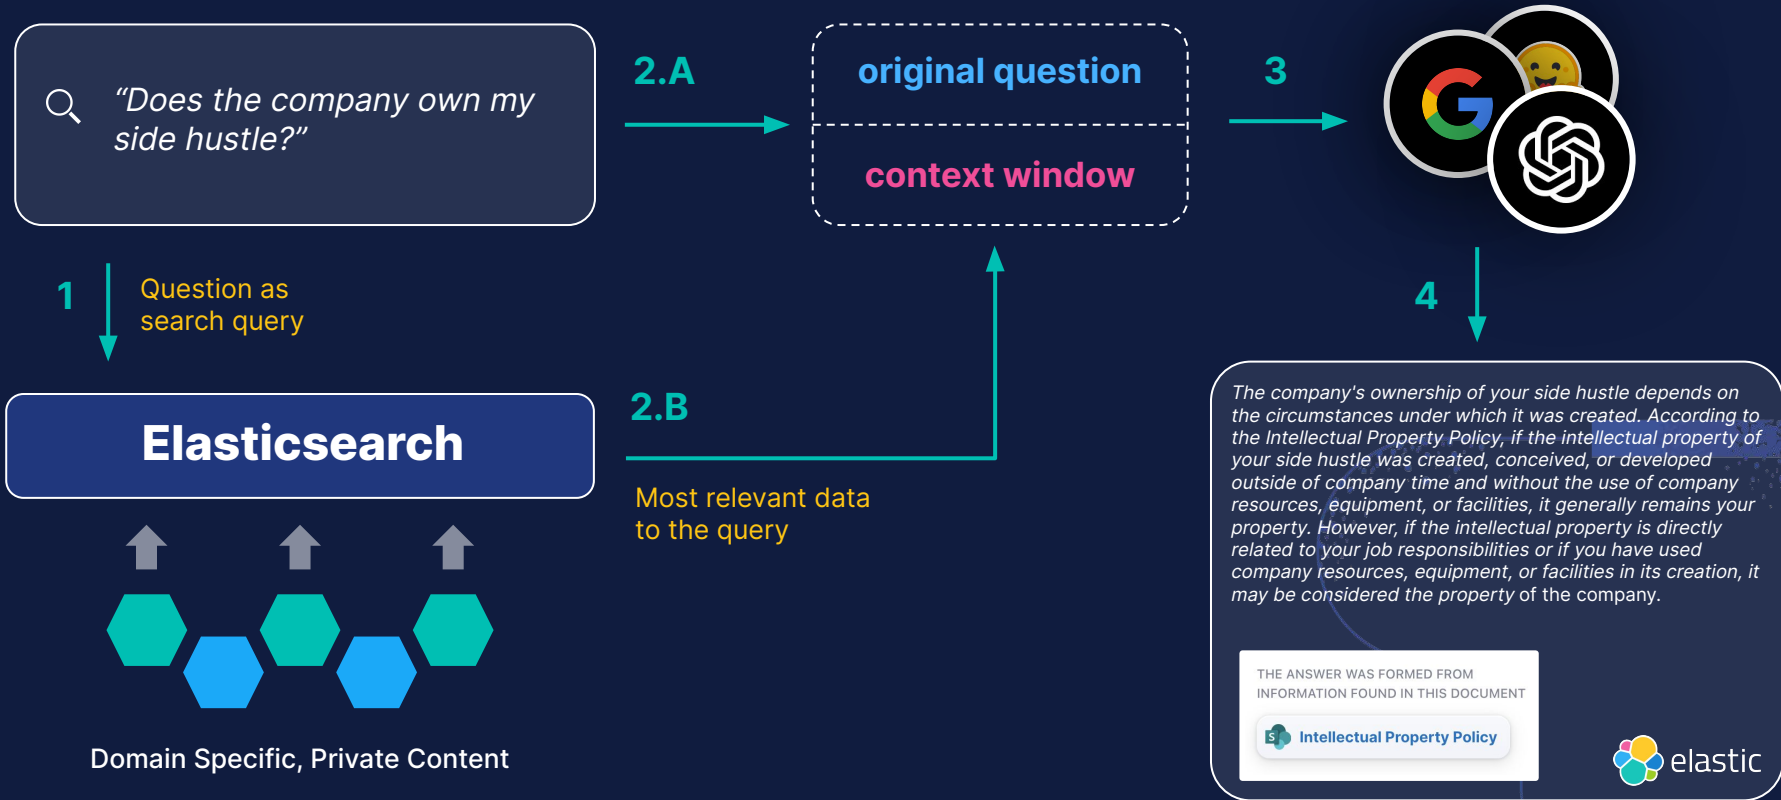 “Does the company own my
side hustle?”
2.A
original question
context window
3
1
Question as
search query
4
Elasticsearch
2.B
Most relevant data
to the query
Domain Specific, Private Content
The company's ownership of your side hustle depends on
the circumstances under which it was created. According to
the Intellectual Property Policy, if the intellectual property of
your side hustle was created, conceived, or developed
outside of company time and without the use of company
resources, equipment, or facilities, it generally remains your
property. However, if the intellectual property is directly
related to your job responsibilities or if you have used
company resources, equipment, or facilities in its creation, it
may be considered the property of the company.
THE ANSWER WAS FORMED FROM
INFORMATION FOUND IN THIS DOCUMENT
S
Intellectual Property Policy
elastic